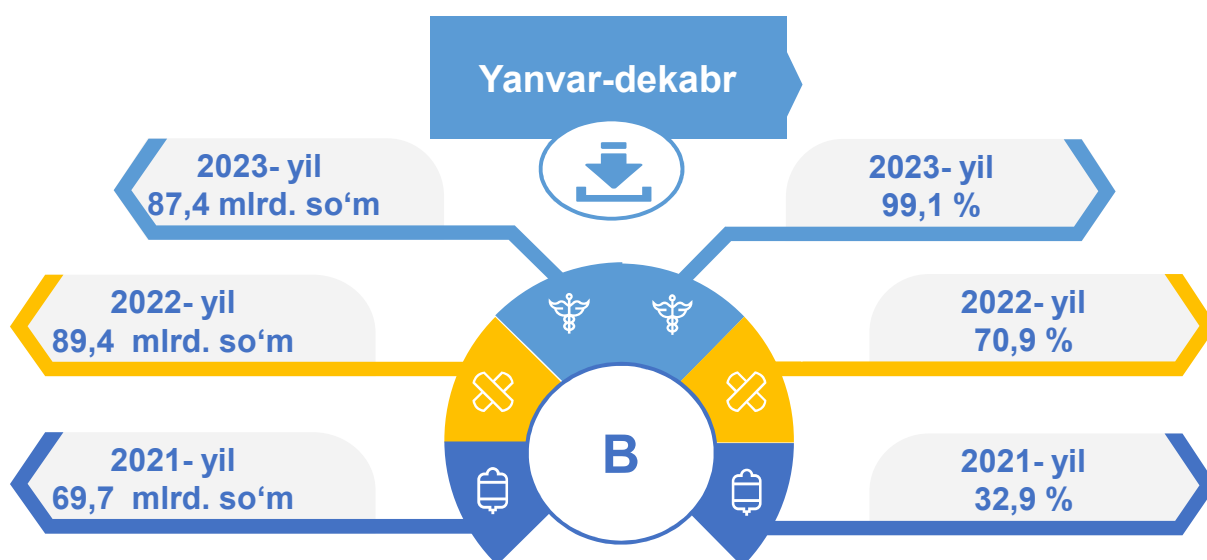 Yanvar-dekabr
2023- yil
87,4 mlrd. so‘m
2023- yil
99,1 %
2022- yil
89,4 mlrd. so‘m
2022- yil
70,9 %
B
2021- yil
69,7 mlrd. so‘m
2021- yil
32,9 %